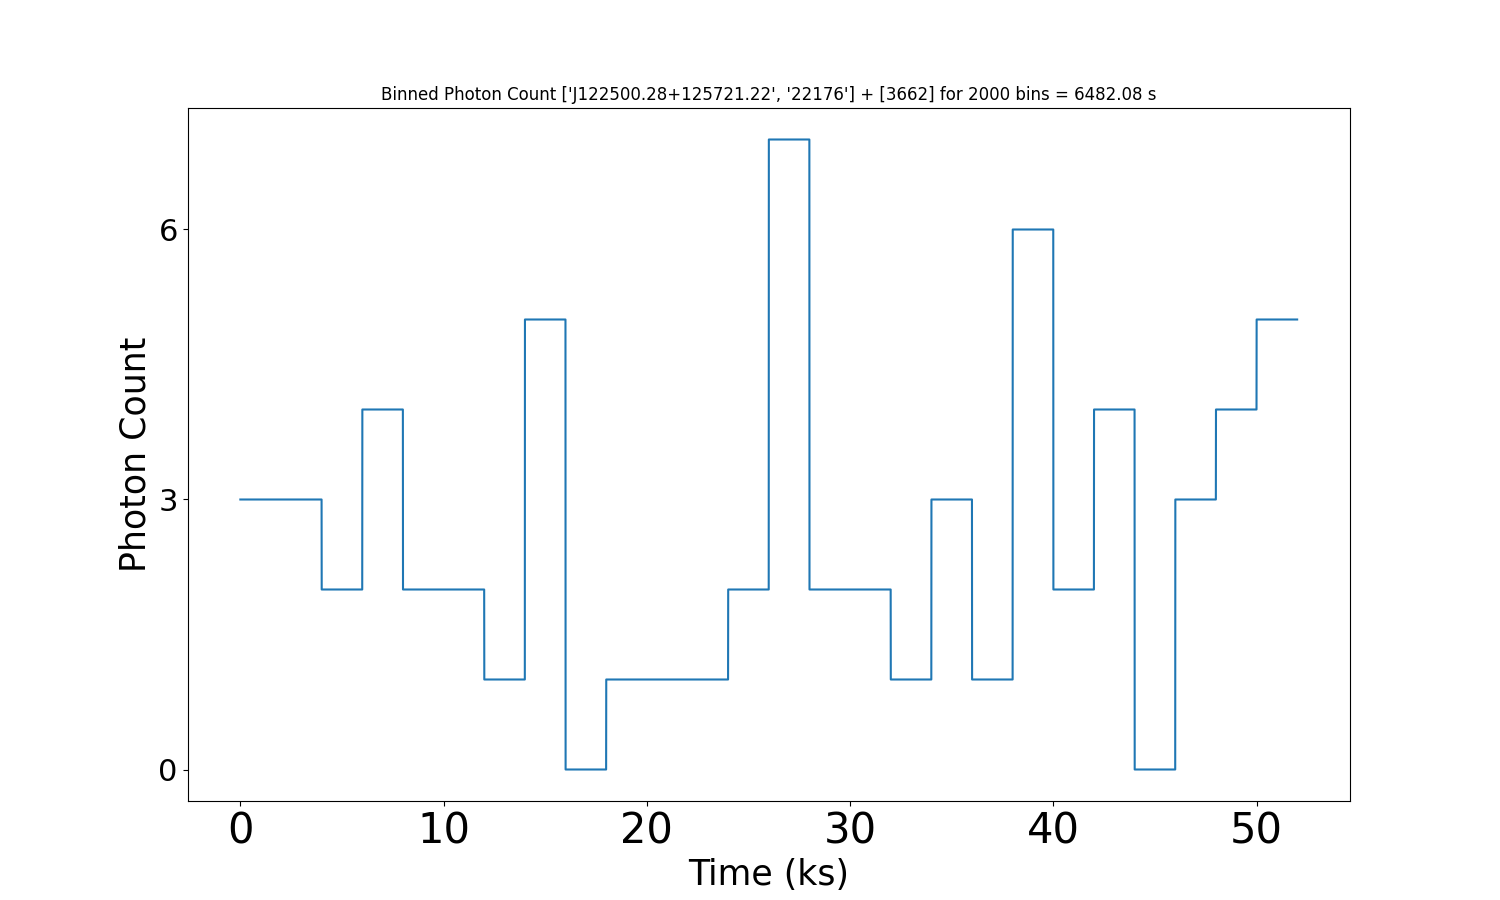 Binned Photon Count ['J122500.28+125721.22', '22176'] + [3662] for 2000 bins = 6482.08 s
6
3
0
Photon Count
0 10 20 30 40 50
Time (ks)